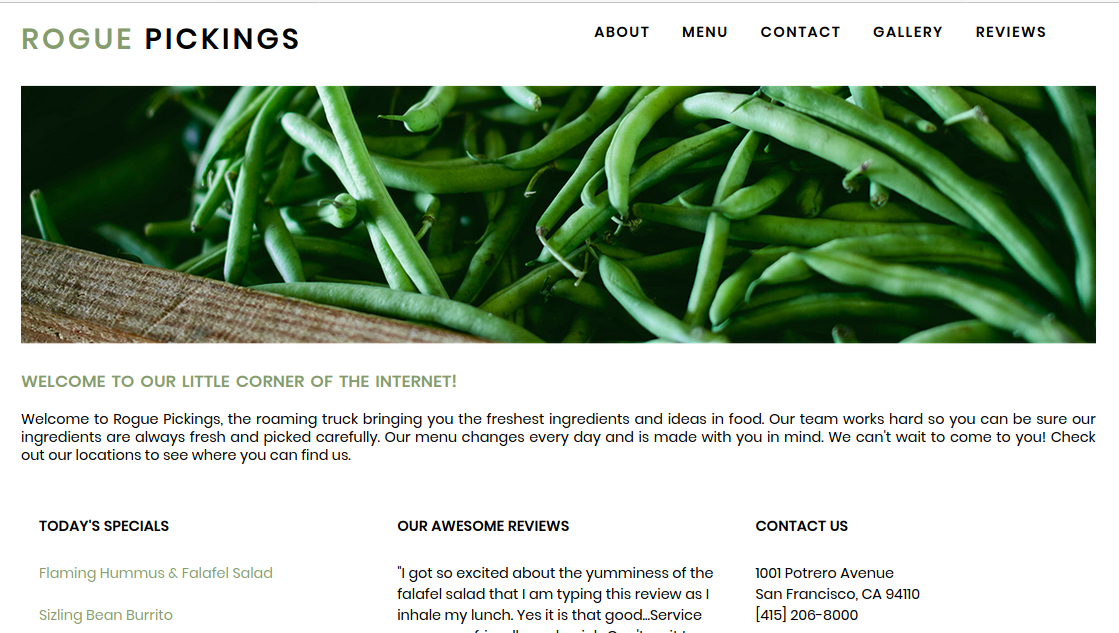 ROGUE PICKINGS
ABOUT MENU CONTACT GALLERY REVIEWS
WELCOME TO OUR LITTLE CORNER OF THE INTERNET!
Welcome to Rogue Pickings, the roaming truck bringing you the freshest ingredients and ideas in food. Our team works hard so you can be sure our
ingredients are always fresh and picked carefully. Our menu changes every day and is made with you in mind. We can't wait to come to you! Check
out our locations to see where you can find us.
TODAY'S SPECIALS
Flaming Hummus & Falafel Salad
Sizling Bean Burrito
OUR AWESOME REVIEWS
"I got so excited about the yumminess of the
falafel salad that I am typing this review as I
inhale my lunch. Yes it is that good...Service
CONTACT US
1001 Potrero Avenue
San Francisco, CA 94110
[415] 206-8000